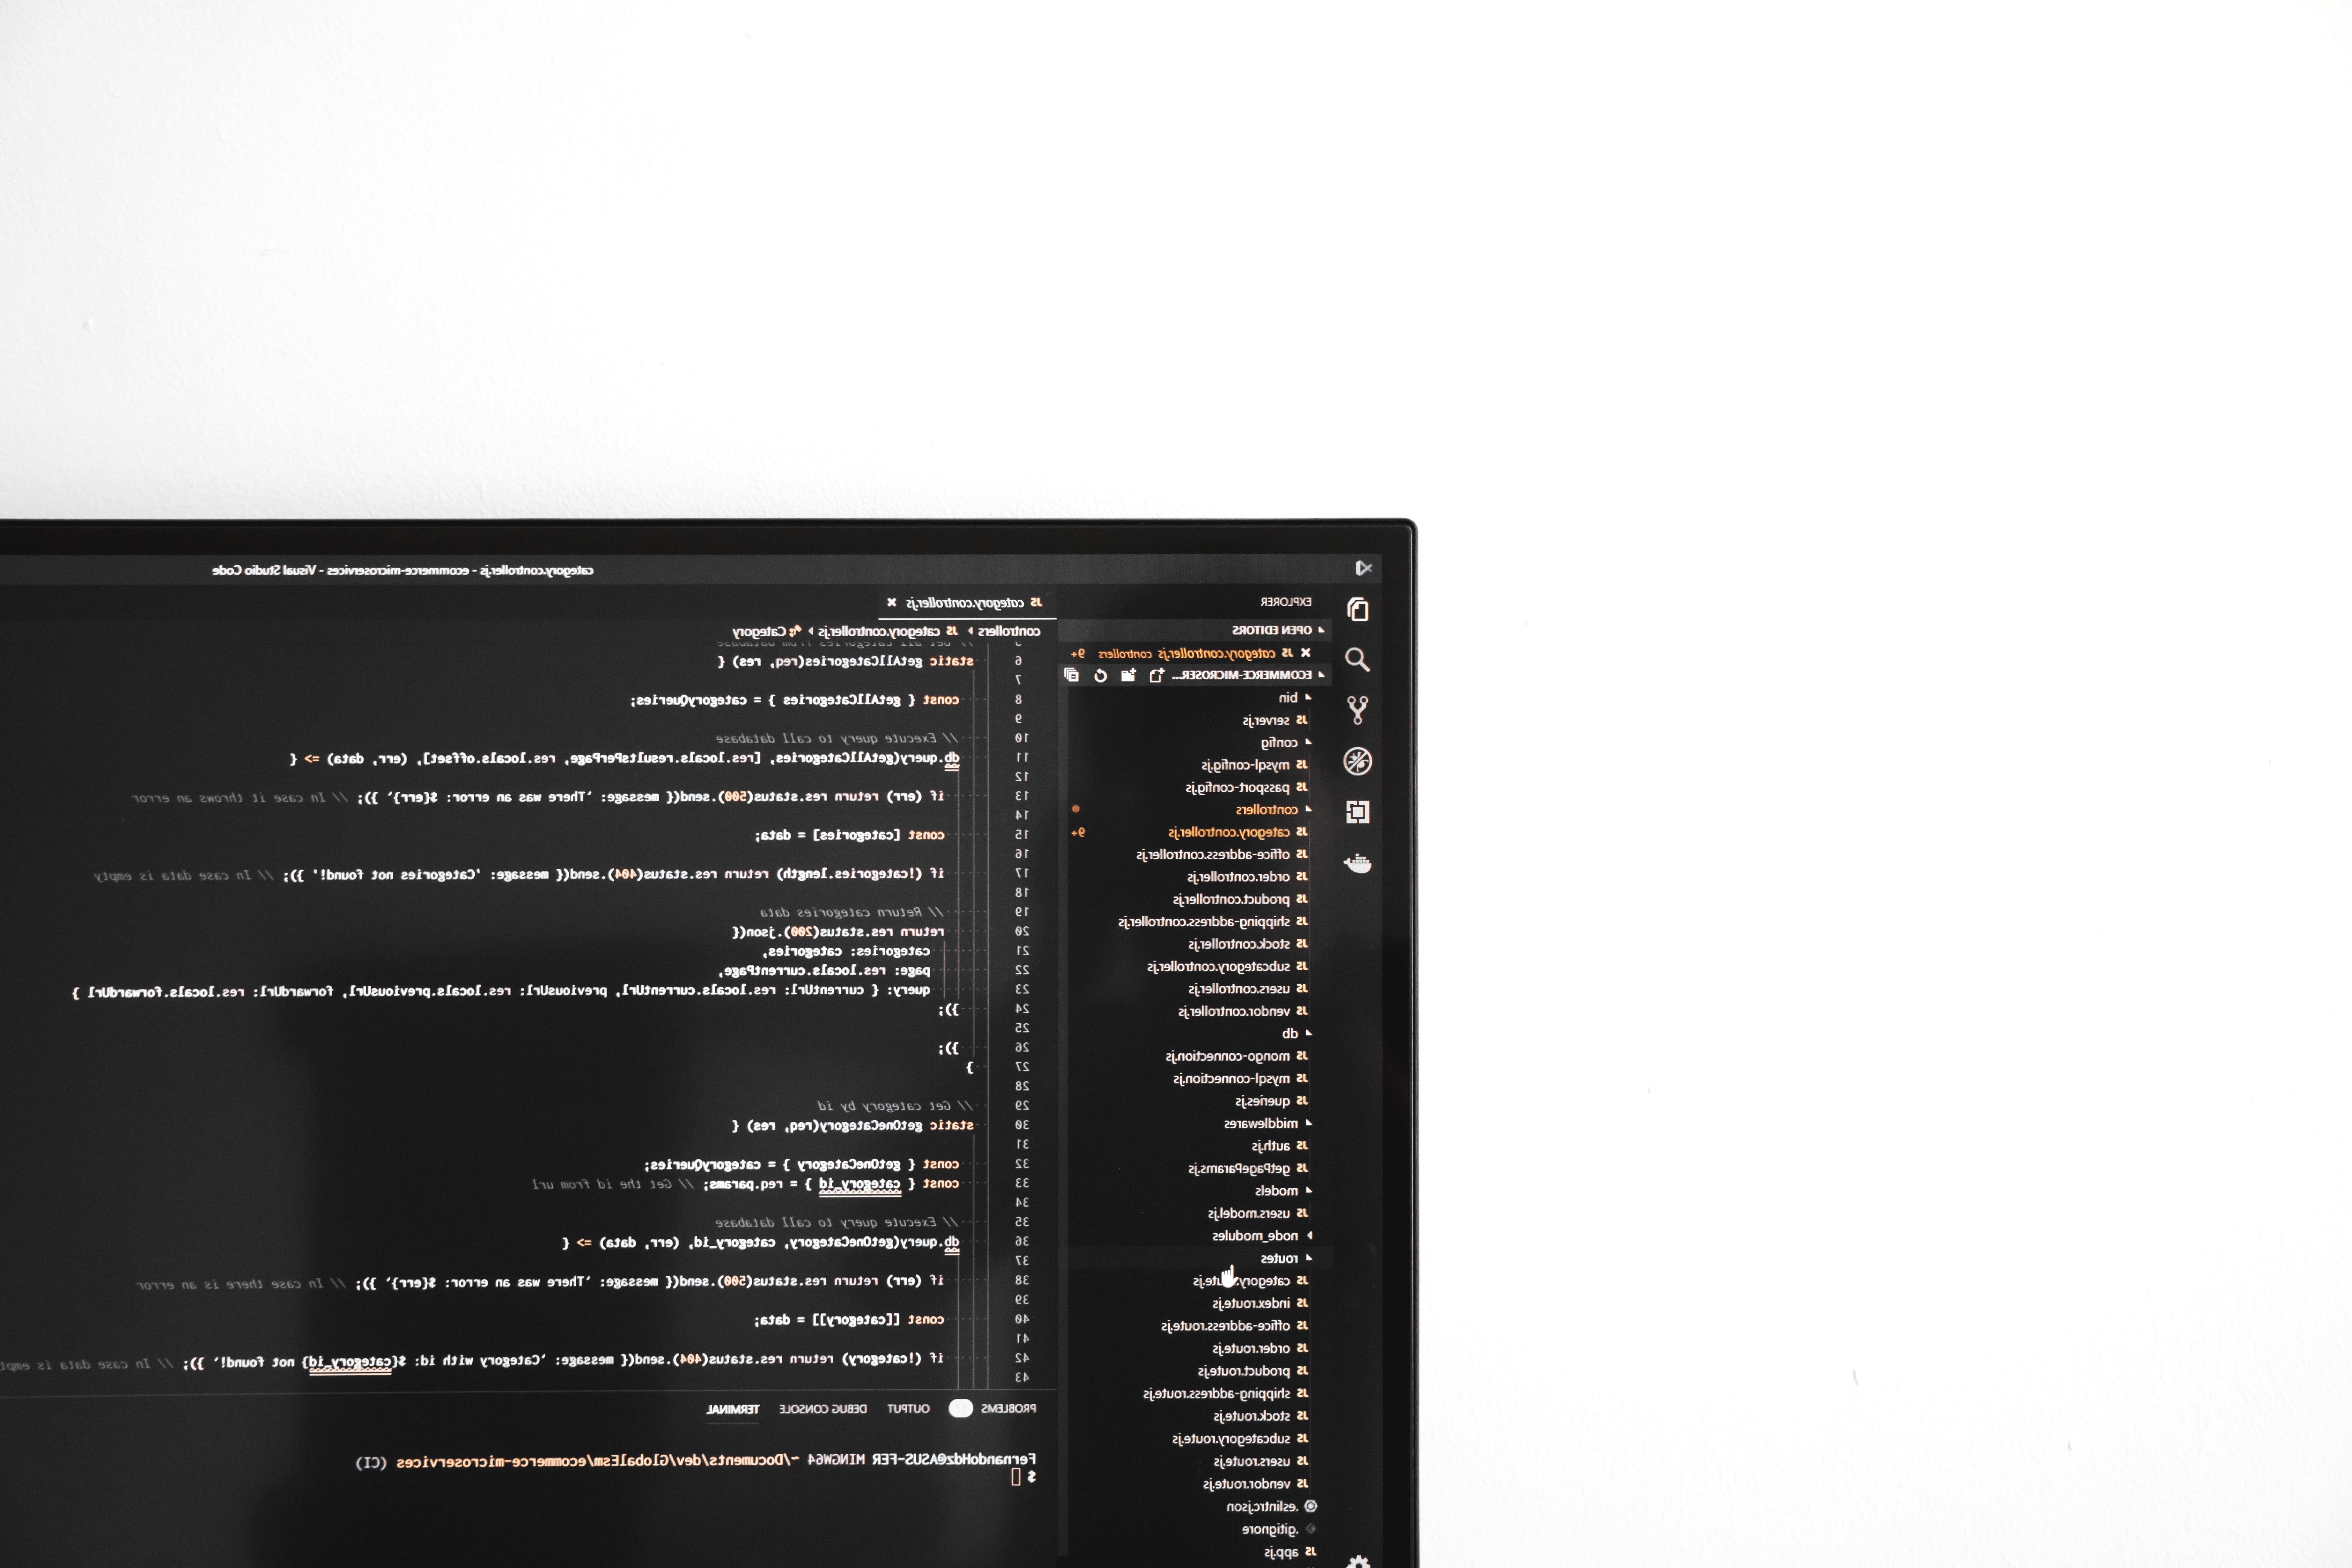 category.controller.js - ecommerce-microservices - Visual Studio Code
EXPLORER
OPEN EDITORS
JS category.controller.js controllers 9+
ECOMMERCE-MICROSER...
bin
JS server.js
config
JS mysql-config.js
JS passport-config.js
controllers
JS category.controller.js 9+
JS office-address.controller.js
JS order.controller.js
JS product.controller.js
JS shipping-address.controller.js
JS stock.controller.js
JS subcategory.controller.js
JS users.controller.js
JS vendor.controller.js
db
JS mongo-connection.js
JS mysql-connection.js
JS queries.js
middlewares
JS auth.js
JS getPageParams.js
models
JS users.model.js
node_modules
routes
JS category.route.js
JS index.route.js
JS office-address.route.js
JS order.route.js
JS product.route.js
JS shipping-address.route.js
JS stock.route.js
JS subcategory.route.js
JS users.route.js
JS vendor.route.js
.eslintrc.json
.gitignore
JS app.js
JS category.controller.js
controllers JS category.controller.js Category
5 // Get all categories from database
6 static getAllCategories(req, res) {
7
8 const { getAllCategories } = categoryQueries;
9
10 // Execute query to call database
11 db.query(getAllCategories, [res.locals.resultsPerPage, res.locals.offset], (err, data) => {
12
13 if (err) return res.status(500).send({ message: `There was an error: ${err}` }); // In case it throws an error
14
15 const [categories] = data;
16
17 if (!categories.length) return res.status(404).send({ message: 'Categories not found!' }); // In case data is empty
18
19 // Return categories data
20 return res.status(200).json({
21 categories: categories,
22 page: res.locals.currentPage,
23 query: { currentUrl: res.locals.currentUrl, previousUrl: res.locals.previousUrl, forwardUrl: res.locals.forwardUrl }
24 });
25
26 });
27 }
28
29 // Get category by id
30 static getOneCategory(req, res) {
31
32 const { getOneCategory } = categoryQueries;
33 const { category_id } = req.params; // Get the id from url
34
35 // Execute query to call database
36 db.query(getOneCategory, category_id, (err, data) => {
37
38 if (err) return res.status(500).send({ message: `There was an error: ${err}` }); // In case there is an error
39
40 const [[category]] = data;
41
42 if (!category) return res.status(404).send({ message: `Category with id: ${category_id} not found!` }); // In case data is empt
43
PROBLEMS OUTPUT DEBUG CONSOLE TERMINAL
FernandoHdz@ASUS-FER MINGW64 ~/Documents/dev/GlobalEsm/ecommerce-microservices (CI)
$